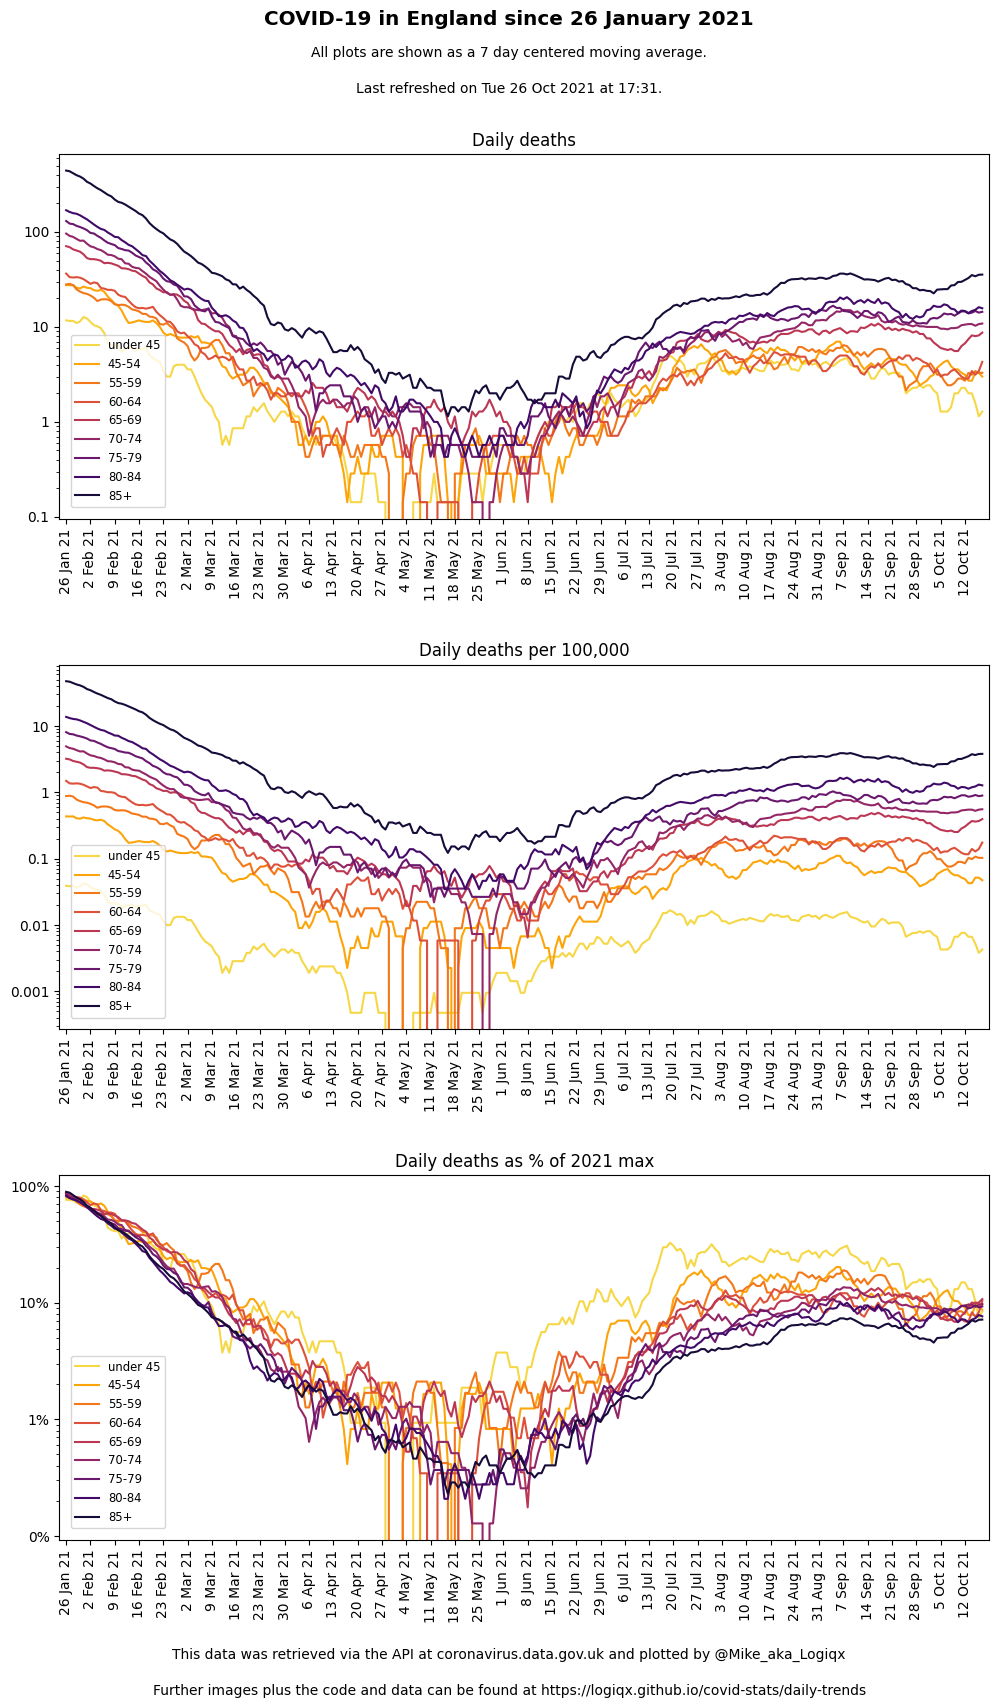 COVID-19 in England since 26 January 2021
All plots are shown as a 7 day centered moving average.
Last refreshed on Tue 26 Oct 2021 at 17:31.
Daily deaths
100
10
1
0.1
under 45
45-54
55-59
60-64
65-69
70-74
75-79
80-84
85+
26 Jan 21
2 Feb 21
9 Feb 21
16 Feb 21
23 Feb 21
2 Mar 21
9 Mar 21
16 Mar 21
23 Mar 21
30 Mar 21
6 Apr 21
13 Apr 21
20 Apr 21
27 Apr 21
4 May 21
11 May 21
18 May 21
25 May 21
1 Jun 21
8 Jun 21
15 Jun 21
22 Jun 21
29 Jun 21
6 Jul 21
13 Jul 21
20 Jul 21
27 Jul 21
3 Aug 21
10 Aug 21
17 Aug 21
24 Aug 21
31 Aug 21
7 Sep 21
14 Sep 21
21 Sep 21
28 Sep 21
5 Oct 21
12 Oct 21
Daily deaths per 100,000
10
1
0.1
0.01
0.001
under 45
45-54
55-59
60-64
65-69
70-74
75-79
80-84
85+
26 Jan 21
2 Feb 21
9 Feb 21
16 Feb 21
23 Feb 21
2 Mar 21
9 Mar 21
16 Mar 21
23 Mar 21
30 Mar 21
6 Apr 21
13 Apr 21
20 Apr 21
27 Apr 21
4 May 21
11 May 21
18 May 21
25 May 21
1 Jun 21
8 Jun 21
15 Jun 21
22 Jun 21
29 Jun 21
6 Jul 21
13 Jul 21
20 Jul 21
27 Jul 21
3 Aug 21
10 Aug 21
17 Aug 21
24 Aug 21
31 Aug 21
7 Sep 21
14 Sep 21
21 Sep 21
28 Sep 21
5 Oct 21
12 Oct 21
Daily deaths as % of 2021 max
100%
10%
1%
0%
under 45
45-54
55-59
60-64
65-69
70-74
75-79
80-84
85+
26 Jan 21
2 Feb 21
9 Feb 21
16 Feb 21
23 Feb 21
2 Mar 21
9 Mar 21
16 Mar 21
23 Mar 21
30 Mar 21
6 Apr 21
13 Apr 21
20 Apr 21
27 Apr 21
4 May 21
11 May 21
18 May 21
25 May 21
1 Jun 21
8 Jun 21
15 Jun 21
22 Jun 21
29 Jun 21
6 Jul 21
13 Jul 21
20 Jul 21
27 Jul 21
3 Aug 21
10 Aug 21
17 Aug 21
24 Aug 21
31 Aug 21
7 Sep 21
14 Sep 21
21 Sep 21
28 Sep 21
5 Oct 21
12 Oct 21
This data was retrieved via the API at coronavirus.data.gov.uk and plotted by @Mike_aka_Logiqx
Further images plus the code and data can be found at https://logiqx.github.io/covid-stats/daily-trends